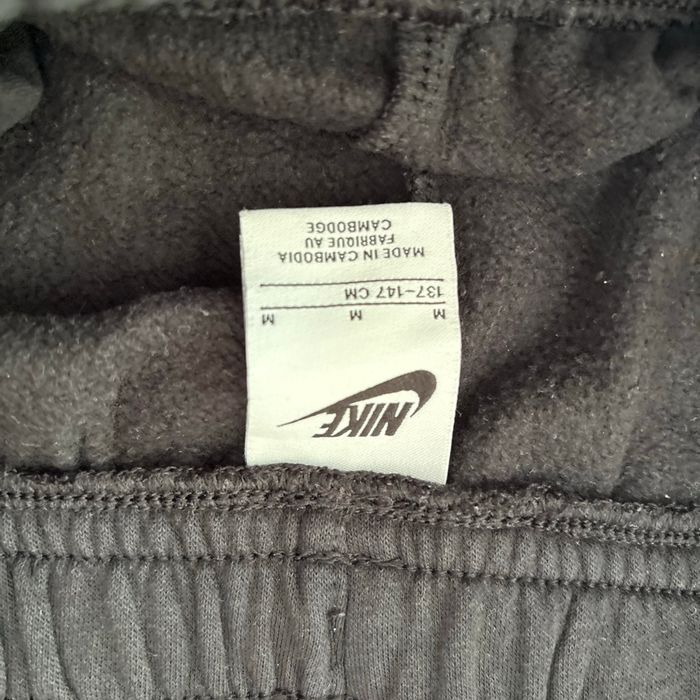 NIKE
M M M
137-147 CM
MADE IN CAMBODIA
FABRIQUE AU
CAMBODGE